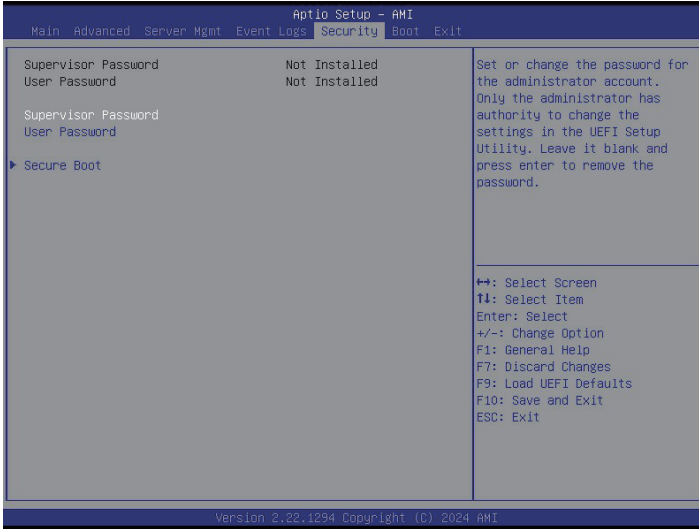 Aptio Setup - AMI
Main Advanced Server Mgmt Event Logs Security Boot Exit
Supervisor Password Not Installed
User Password Not Installed
Supervisor Password
User Password
Secure Boot
Set or change the password for
the administrator account.
Only the administrator has
authority to change the
settings in the UEFI Setup
Utility. Leave it blank and
press enter to remove the
password.
↔: Select Screen
↑↓: Select Item
Enter: Select
+/-: Change Option
F1: General Help
F7: Discard Changes
F9: Load UEFI Defaults
F10: Save and Exit
ESC: Exit
Version 2.22.1294 Copyright (C) 2024 AMI